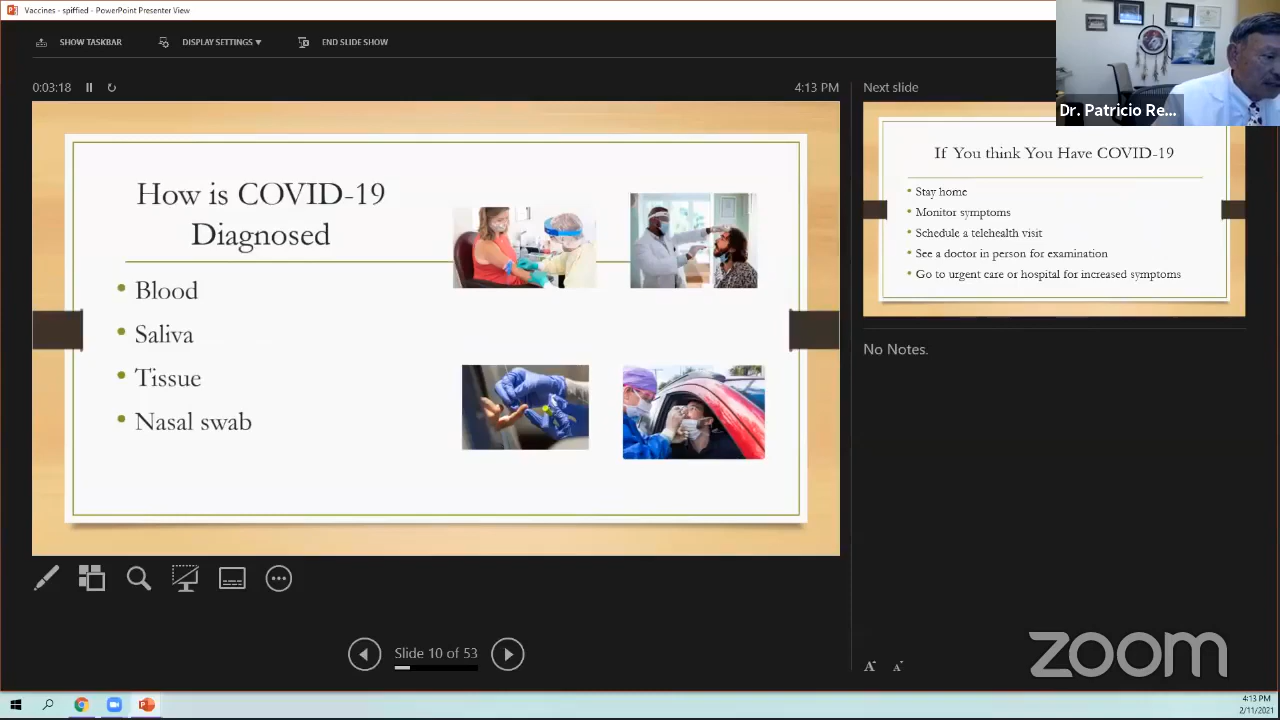 Vaccines - spiffied - PowerPoint Presenter View
SHOW TASKBAR
DISPLAY SETTINGS ▾
END SLIDE SHOW
0:03:18
4:13 PM
How is COVID-19
Diagnosed
• Blood
• Saliva
• Tissue
• Nasal swab
Slide 10 of 53
Next slide
Dr. Patricio Re...
If You think You Have COVID-19
• Stay home
• Monitor symptoms
• Schedule a telehealth visit
• See a doctor in person for examination
• Go to urgent care or hospital for increased symptoms
No Notes.
A A
zoom
4:13 PM
2/11/2021